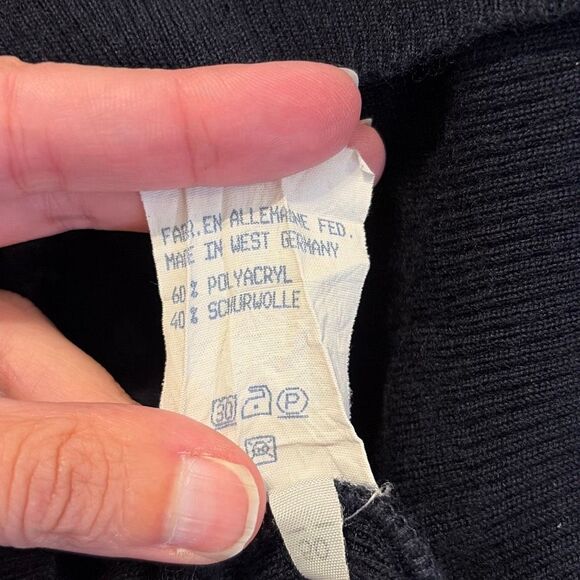 FABR.EN ALLEMAGNE FED.
MADE IN WEST GERMANY
60 % POLYACRYL
40 % SCHURWOLLE
30 P